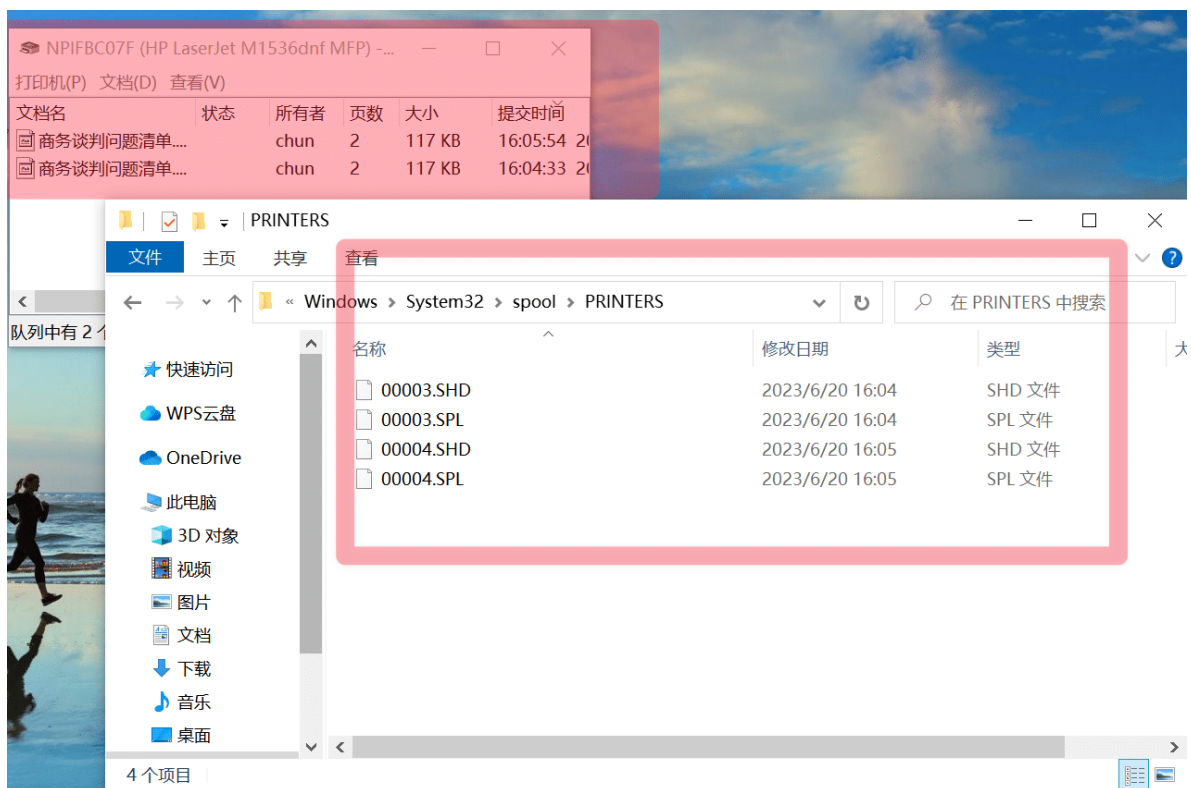 NPIFBC07F (HP LaserJet M1536dnf MFP) -...
打印机(P) 文档(D) 查看(V)
文档名 状态 所有者 页数 大小 提交时间
商务谈判问题清单.... chun 2 117 KB 16:05:54
商务谈判问题清单.... chun 2 117 KB 16:04:33
队列中有 2
PRINTERS
文件 主页 共享 查看
« Windows > System32 > spool > PRINTERS 在 PRINTERS 中搜索
名称 修改日期 类型 大
00003.SHD 2023/6/20 16:04 SHD 文件
00003.SPL 2023/6/20 16:04 SPL 文件
00004.SHD 2023/6/20 16:05 SHD 文件
00004.SPL 2023/6/20 16:05 SPL 文件
快速访问
WPS云盘
OneDrive
此电脑
3D 对象
视频
图片
文档
下载
音乐
桌面
4 个项目